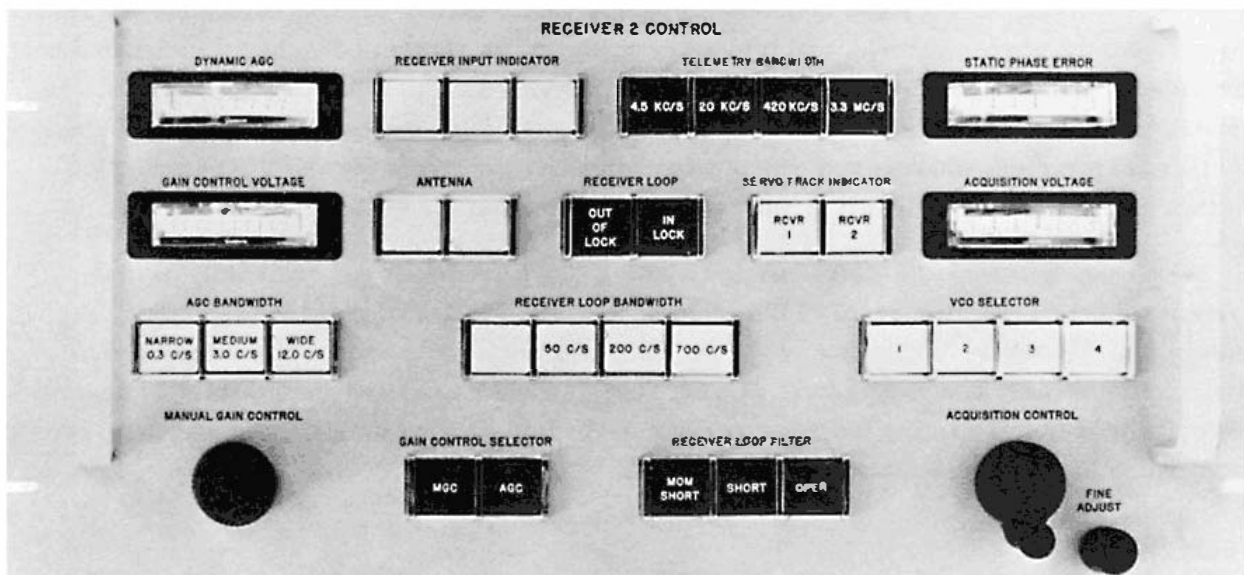 RECEIVER 2 CONTROL
DYNAMIC AGC
RECEIVER INPUT INDICATOR
TELEMETRY BANDWIDTH
STATIC PHASE ERROR
4.5 KC/S 20 KC/S 420 KC/S 3.3 MC/S
GAIN CONTROL VOLTAGE
ANTENNA
RECEIVER LOOP
SERVO TRACK INDICATOR
ACQUISITION VOLTAGE
OUT
OF
LOCK
IN
LOCK
RCVR
1
RCVR
2
AGC BANDWIDTH
RECEIVER LOOP BANDWIDTH
VCO SELECTOR
NARROW
0.3 C/S
MEDIUM
3.0 C/S
WIDE
12.0 C/S
50 C/S 200 C/S 700 C/S
1 2 3 4
MANUAL GAIN CONTROL
GAIN CONTROL SELECTOR
RECEIVER LOOP FILTER
ACQUISITION CONTROL
MGC AGC
MOM
SHORT
SHORT
FINE
ADJUST